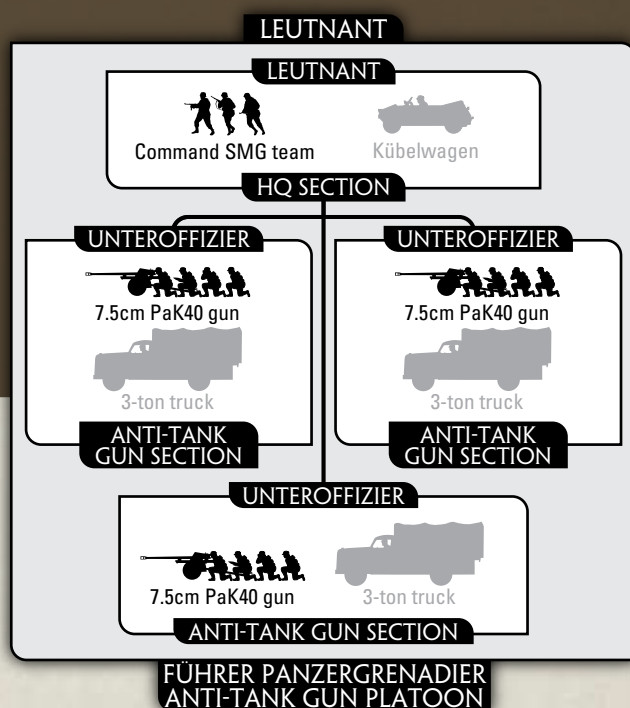 LEUTNANT
LEUTNANT
Command SMG team
Kübelwagen
HQ SECTION
UNTEROFFIZIER
7.5cm PaK40 gun
3-ton truck
ANTI-TANK
GUN SECTION
UNTEROFFIZIER
7.5cm PaK40 gun
3-ton truck
ANTI-TANK
GUN SECTION
UNTEROFFIZIER
7.5cm PaK40 gun
3-ton truck
ANTI-TANK GUN SECTION
FÜHRER PANZERGRENADIER
ANTI-TANK GUN PLATOON